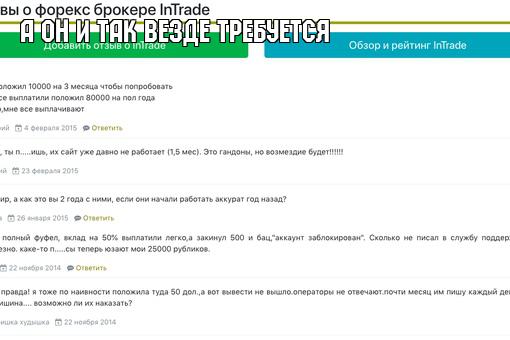 вы о форекс брокере InTrade
А ОН И ТАК ВЕЗДЕ ТРЕБУЕТСЯ
Добавить отзыв о InTrade
Обзор и рейтинг InTrade
оложил 10000 на 3 месяца чтобы попробовать
се выплатили положил 80000 на пол года
о,мне все выплачивают
ий 4 февраля 2015 Ответить
, ты п.....ишь, их сайт уже давно не работает (1,5 мес). Это гандоны, но возмездие будет!!!!!!
ий 23 февраля 2015
ир, а как это вы 2 года с ними, если они начали работать аккурат год назад?
а 26 января 2015 Ответить
полный фуфел, вклад на 50% выплатили легко,а закинул 500 и бац,"аккаунт заблокирован". Сколько не писал в службу поддер
езно. каке-то п.....сы теперь юзают мои 25000 рубликов.
22 ноября 2014 Ответить
правда! я тоже по наивности положила туда 50 дол.,а вот вывести не вышло.операторы не отвечают.почти месяц им пишу каждый де
ишина.... возможно ли их наказать?
ишка.худышка 22 ноября 2014